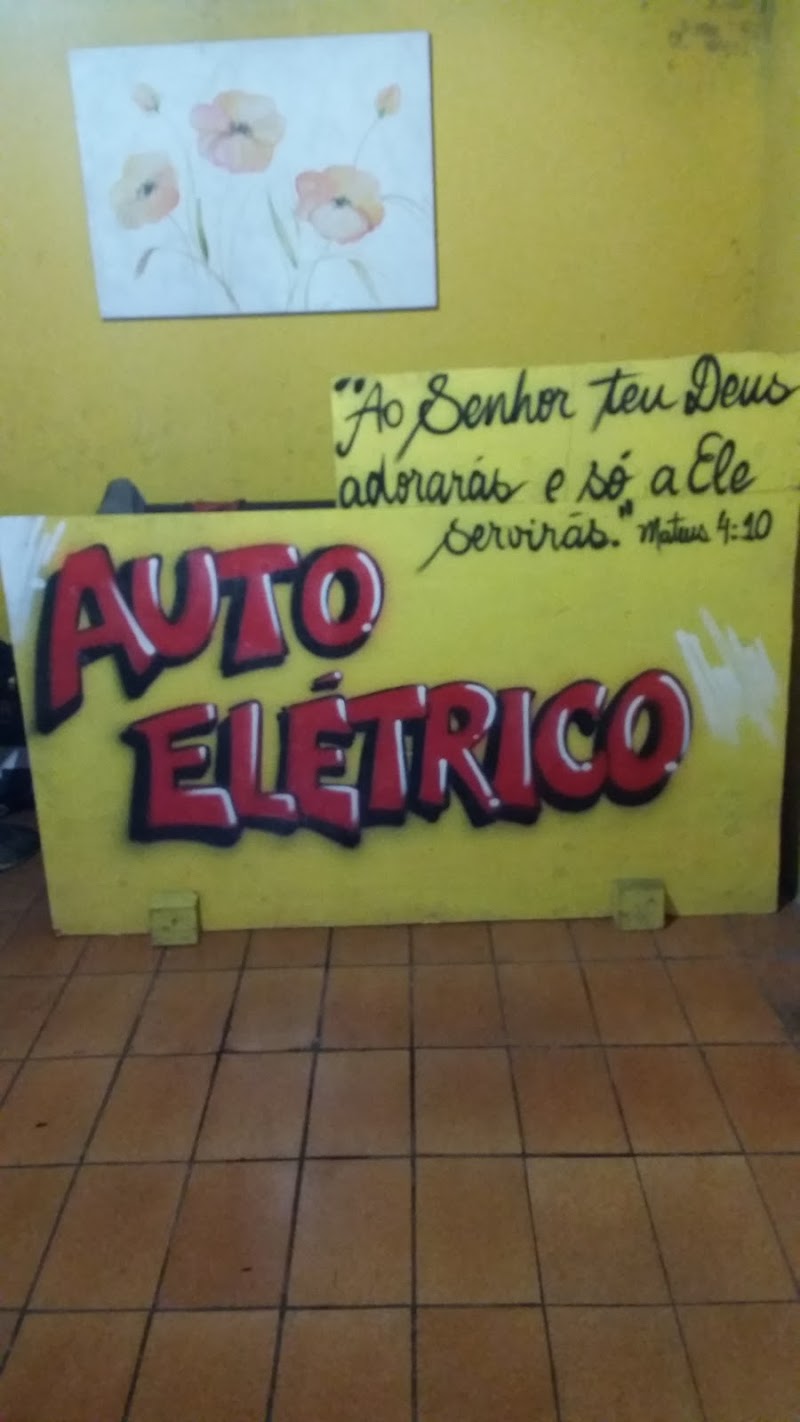 "Ao Senhor teu Deus
adorarás e só a Ele
servirás." Mateus 4:10
AUTO
ELÉTRICO